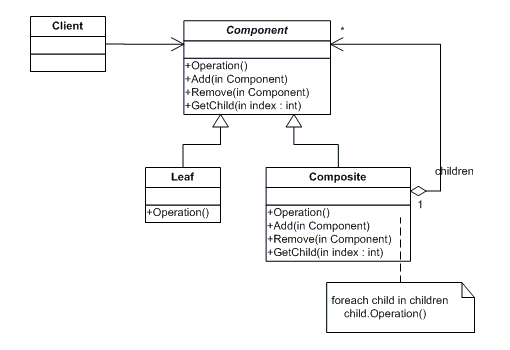 Client
Component
*
+Operation()
+Add(in Component)
+Remove(in Component)
+GetChild(in index : int)
Leaf
+Operation()
Composite
+Operation()
+Add(in Component)
+Remove(in Component)
+GetChild(in index : int)
children
1
foreach child in children
child.Operation()